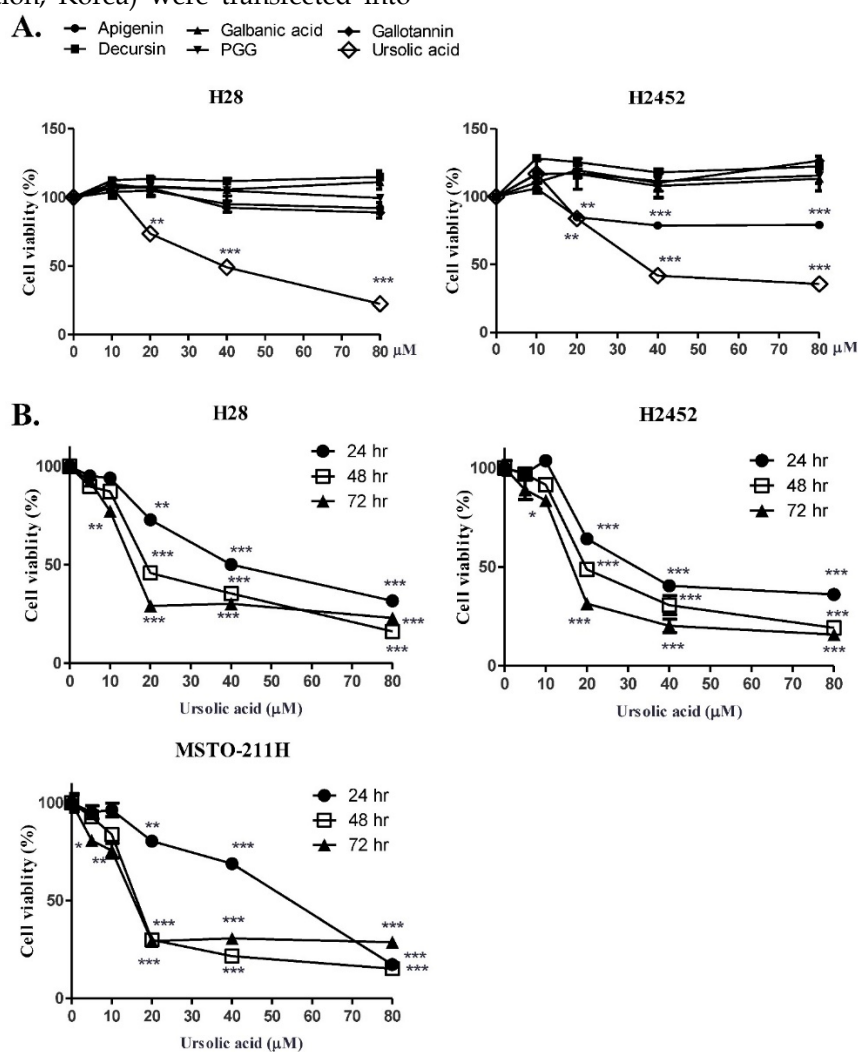 tion, Korea) were transfected into
A. Apigenin Galbanic acid Gallotannin
Decursin PGG Ursolic acid
H28
Cell viablity (%)
150
100
50
0
0 10 20 30 40 50 60 70 80 µM
** *** ***
H2452
Cell viablity (%)
150
100
50
0
0 10 20 30 40 50 60 70 80 µM
** *** ***
** *** ***
B.
H28
24 hr
48 hr
72 hr
Cell viablity (%)
100
50
0
0 10 20 30 40 50 60 70 80
Ursolic acid (µM)
** *** ***
** *** *** ***
*** *** ***
H2452
24 hr
48 hr
72 hr
Cell viablity (%)
100
50
0
0 10 20 30 40 50 60 70 80
Ursolic acid (µM)
*** *** ***
* *** *** ***
*** *** ***
MSTO-211H
24 hr
48 hr
72 hr
Cell viablity (%)
100
50
0
0 10 20 30 40 50 60 70 80
Ursolic acid (µM)
** ***
* ** *** *** ***
*** *** *** ***